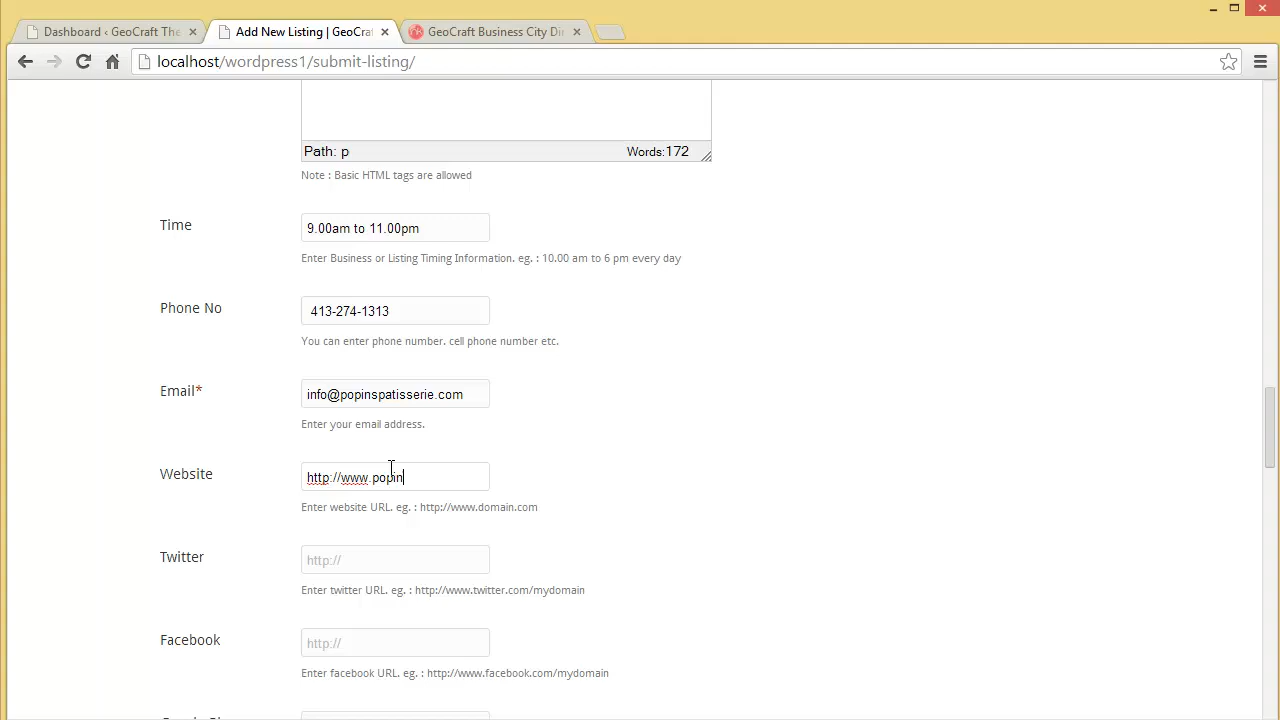 Dashboard ‹ GeoCraft The
Add New Listing | GeoCra
GeoCraft Business City Di
localhost/wordpress1/submit-listing/
Path: p
Words:172
Note : Basic HTML tags are allowed
Time
9.00am to 11.00pm
Enter Business or Listing Timing Information. eg. : 10.00 am to 6 pm every day
Phone No
413-274-1313
You can enter phone number. cell phone number etc.
Email*
info@popinspatisserie.com
Enter your email address.
Website
http://www.popin
Enter website URL. eg. : http://www.domain.com
Twitter
http://
Enter twitter URL. eg. : http://www.twitter.com/mydomain
Facebook
http://
Enter facebook URL. eg. : http://www.facebook.com/mydomain